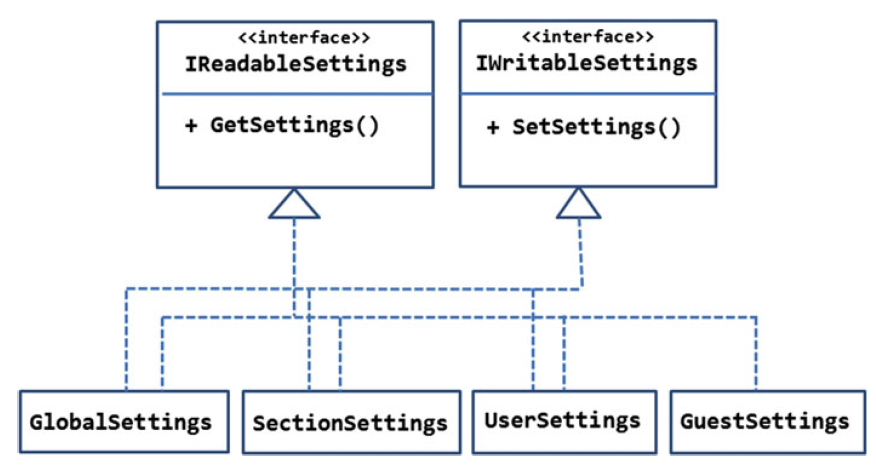 <<interface>>
IReadableSettings
+ GetSettings()
<<interface>>
IWritableSettings
+ SetSettings()
GlobalSettings
SectionSettings
UserSettings
GuestSettings